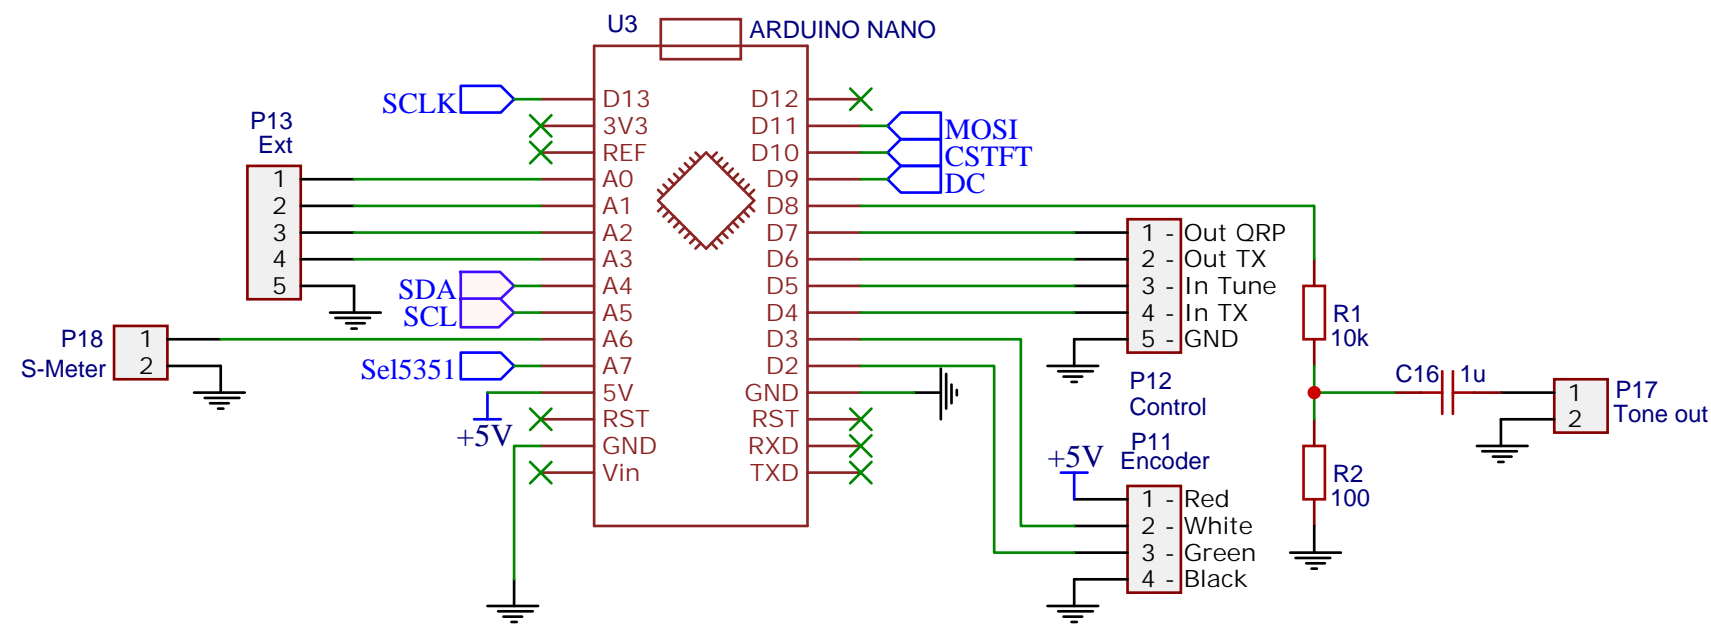 U3
ARDUINO NANO
SCLK
D13
D12
P13
Ext
3V3
D11
MOSI
REF
D10
CSTFT
1
A0
D9
DC
2
A1
D8
3
A2
D7
1 - Out QRP
4
A3
D6
2 - Out TX
5
SDA
A4
D5
3 - In Tune
SCL
A5
D4
4 - In TX
R1
10k
P18
S-Meter
1
2
A6
D3
5 - GND
Sel5351
A7
D2
P12
Control
5V
GND
C16
1u
1
2
P17
Tone out
+5V
RST
RST
GND
RXD
P11
Encoder
+5V
Vin
TXD
R2
100
1 - Red
2 - White
3 - Green
4 - Black